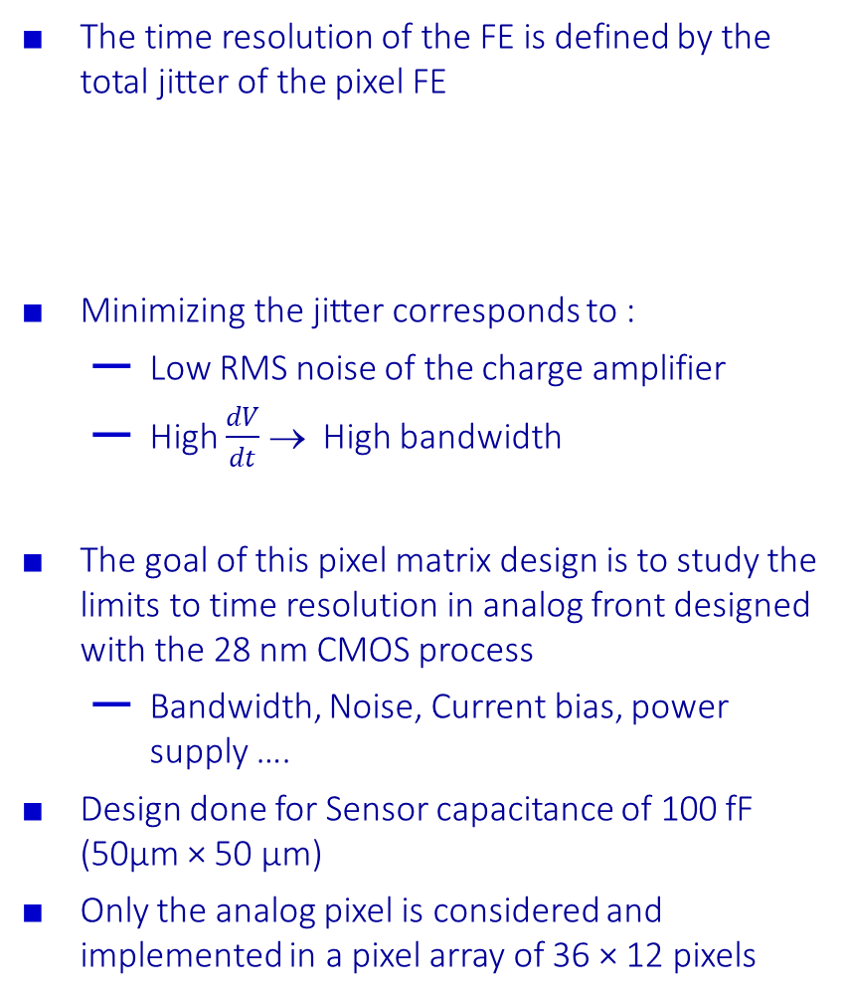 ■ The time resolution of the FE is defined by the
total jitter of the pixel FE
■ Minimizing the jitter corresponds to :
— Low RMS noise of the charge amplifier
— High dV/dt → High bandwidth
■ The goal of this pixel matrix design is to study the
limits to time resolution in analog front designed
with the 28 nm CMOS process
— Bandwidth, Noise, Current bias, power
supply ....
■ Design done for Sensor capacitance of 100 fF
(50μm × 50 μm)
■ Only the analog pixel is considered and
implemented in a pixel array of 36 × 12 pixels